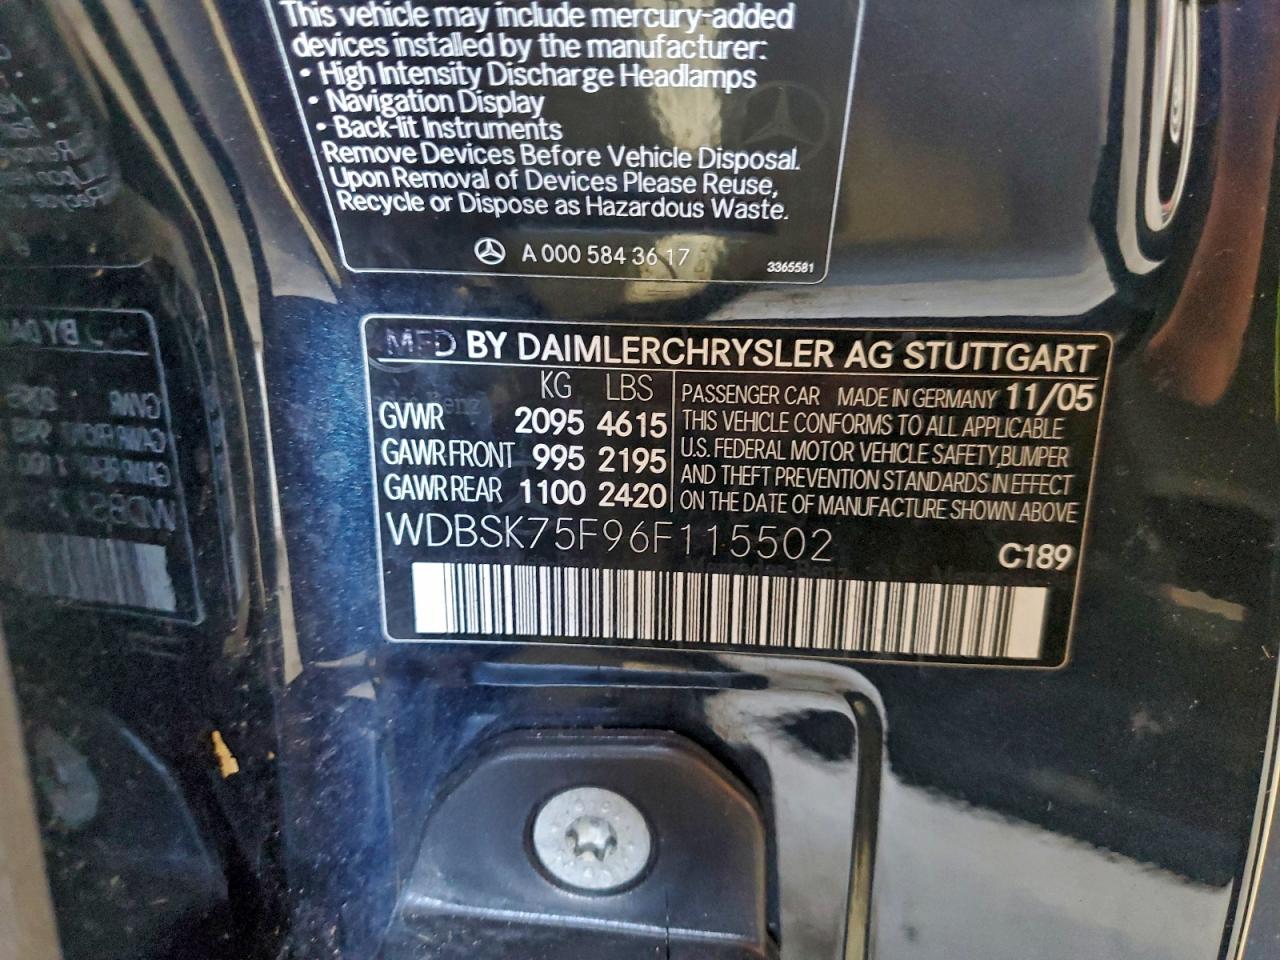 This vehicle may include mercury-added
devices installed by the manufacturer:
• High Intensity Discharge Headlamps
• Navigation Display
• Back-lit Instruments
Remove Devices Before Vehicle Disposal.
Upon Removal of Devices Please Reuse,
Recycle or Dispose as Hazardous Waste.
A 000 584 36 17
3365581
MFD BY DAIMLERCHRYSLER AG STUTTGART
KG LBS
GVWR 2095 4615
GAWR FRONT 995 2195
GAWR REAR 1100 2420
PASSENGER CAR MADE IN GERMANY 11/05
THIS VEHICLE CONFORMS TO ALL APPLICABLE
U.S. FEDERAL MOTOR VEHICLE SAFETY,BUMPER
AND THEFT PREVENTION STANDARDS IN EFFECT
ON THE DATE OF MANUFACTURE SHOWN ABOVE
WDBSK75F96F115502
C189